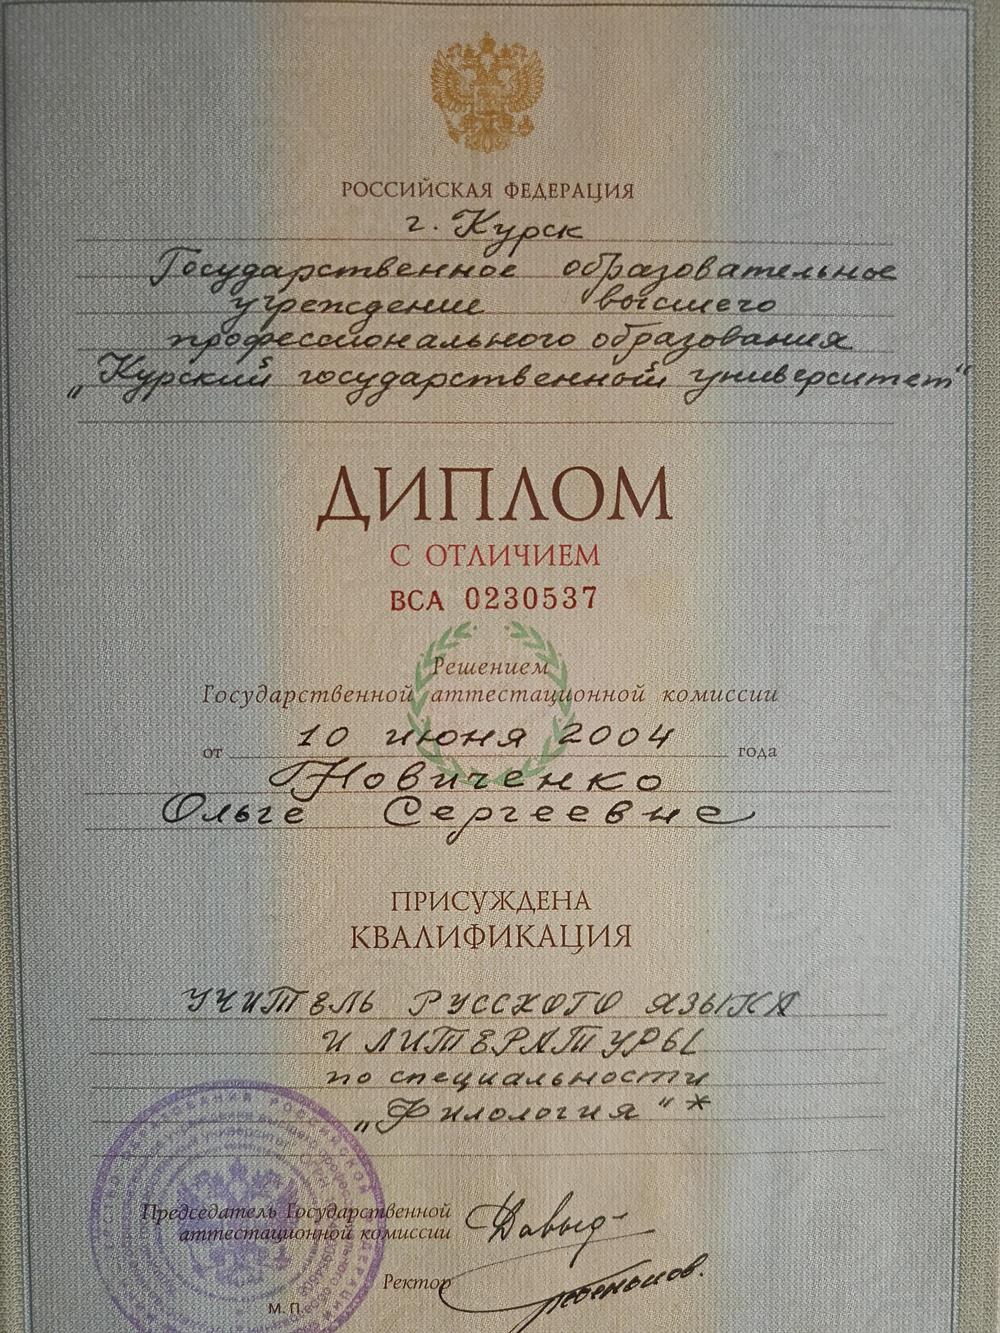 РОССИЙСКАЯ ФЕДЕРАЦИЯ
г. Курск
Государственное образовательное
учреждение высшего
профессионального образования
„Курский государственный университет“
ДИПЛОМ
С ОТЛИЧИЕМ
ВСА 0230537
Решением
Государственной аттестационной комиссии
от 10 июня 2004 года
Новиченко
Ольге Сергеевне
ПРИСУЖДЕНА
КВАЛИФИКАЦИЯ
УЧИТЕЛЬ РУССКОГО ЯЗЫКА
И ЛИТЕРАТУРЫ
по специальности
„Филология“*
Председатель Государственной
аттестационной комиссии
Ректор
М. П.